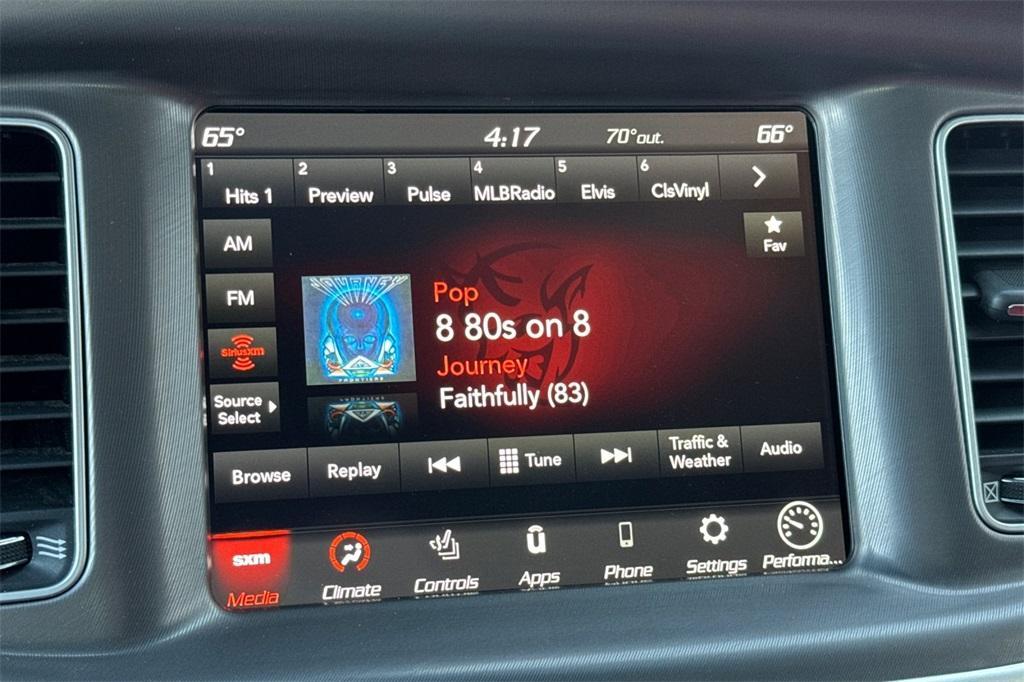 65° 4:17 70°out. 66°
1 Hits 1 2 Preview 3 Pulse 4 MLBRadio 5 Elvis 6 ClsVinyl
AM
Fav
FM
JOURNEY
FRONTIERS
Pop
8 80s on 8
SiriusXM
Journey
Faithfully (83)
Source
Select
Browse Replay Tune Traffic &
Weather Audio
sxm
Media Climate Controls Apps Phone Settings Performa...